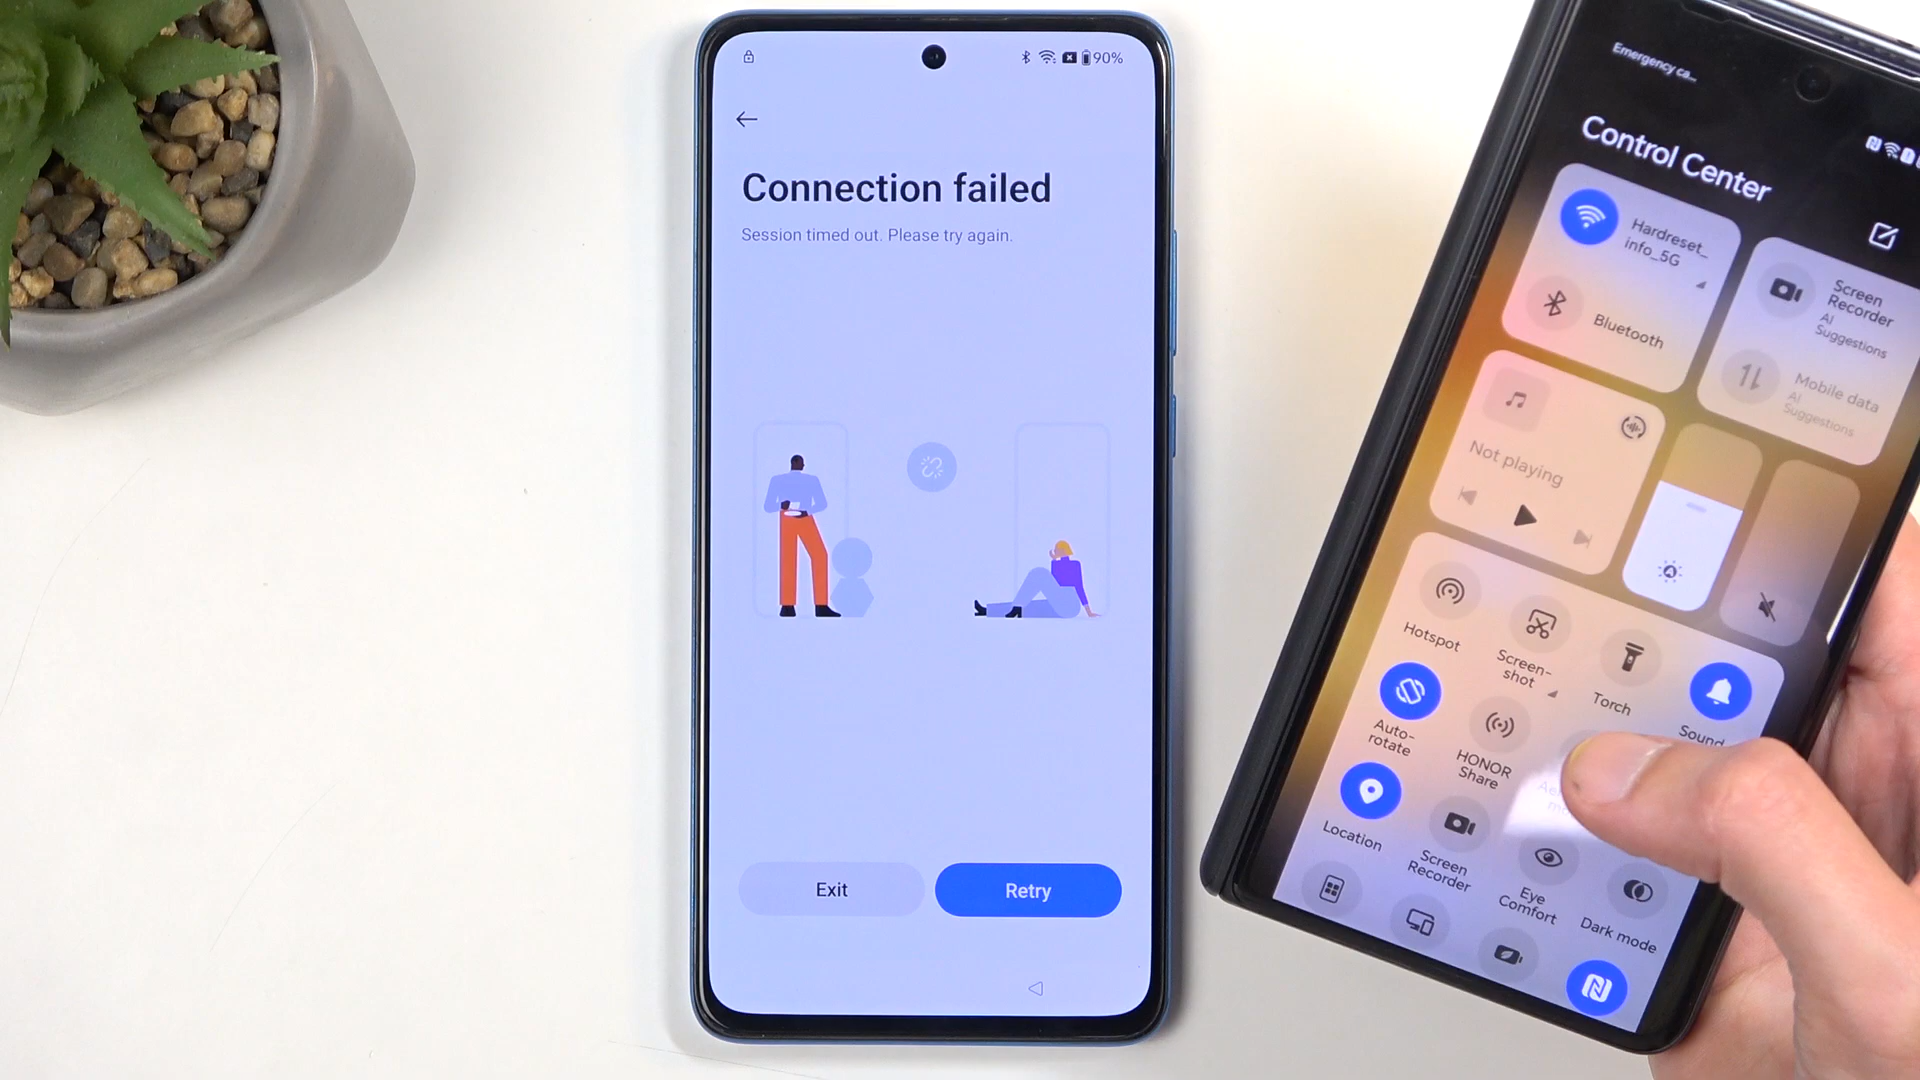 90%
Connection failed
Session timed out. Please try again.
Exit
Retry
Emergency ca...
Control Center
Hardreset_
info_5G
Bluetooth
Screen
Recorder
AI
Suggestions
Mobile data
AI
Suggestions
Not playing
Hotspot
Screen-
shot
Torch
Sound
Auto-
rotate
HONOR
Share
Location
Screen
Recorder
Eye
Comfort
Dark mode